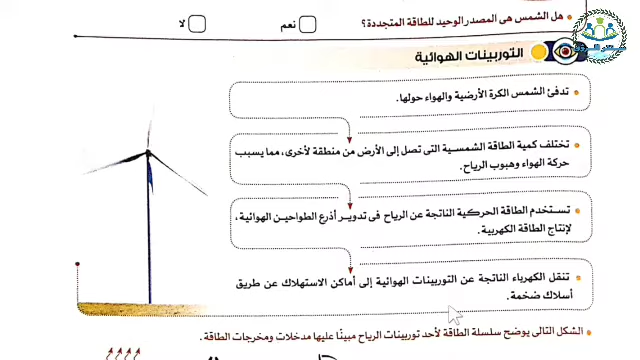 هل الشمس هى المصدر الوحيد للطاقة المتجددة؟ نعم لا
التوربينات الهوائية
تدفئ الشمس الكرة الأرضية والهواء حولها.
تختلف كمية الطاقة الشمسية التى تصل إلى الأرض من منطقة لأخرى، مما يسبب
حركة الهواء وهبوب الرياح.
تستخدم الطاقة الحركية الناتجة عن الرياح فى تدوير أذرع الطواحين الهوائية،
لإنتاج الطاقة الكهربية.
تنقل الكهرباء الناتجة عن التوربينات الهوائية إلى أماكن الاستهلاك عن طريق
أسلاك ضخمة.
الشكل التالى يوضح سلسلة الطاقة لأحد توربينات الرياح مبينًا عليها مدخلات ومخرجات الطاقة.